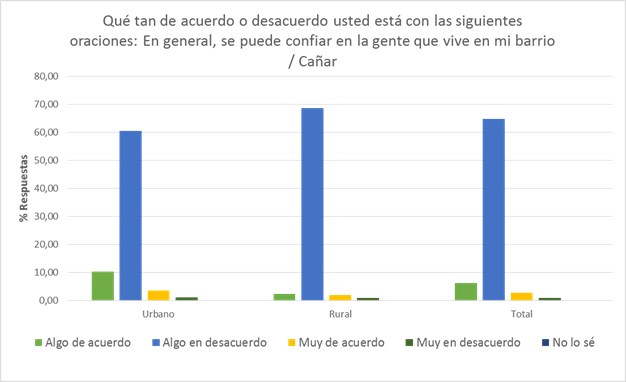 Qué tan de acuerdo o desacuerdo usted está con las siguientes
oraciones: En general, se puede confiar en la gente que vive en mi barrio
/ Cañar
80,00
70,00
60,00
50,00
40,00
30,00
20,00
10,00
0,00
% Respuestas
Urbano Rural Total
Algo de acuerdo Algo en desacuerdo Muy de acuerdo Muy en desacuerdo No lo sé